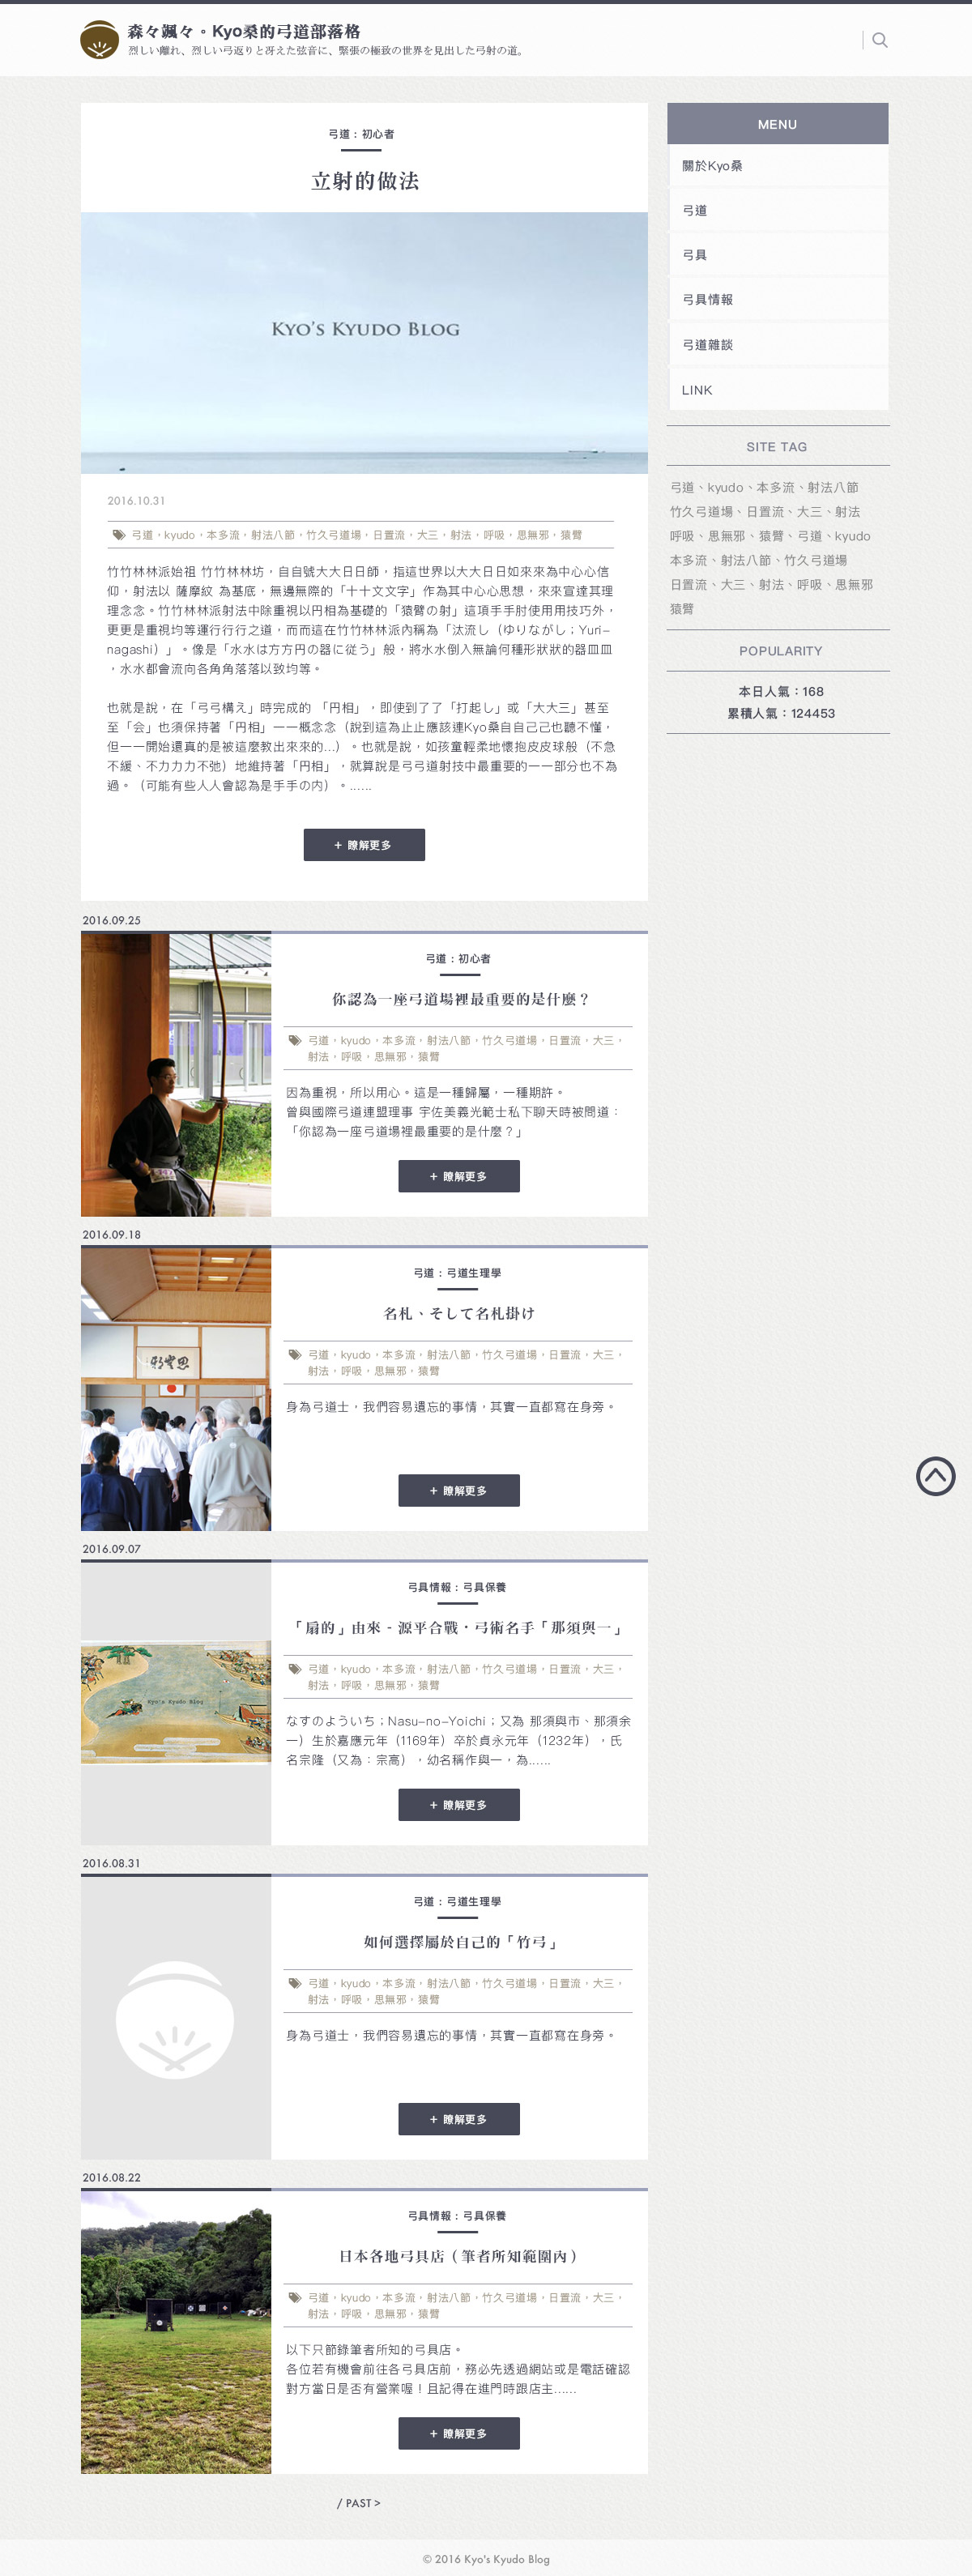 森々颯々。Kyo桑的弓道部落格
烈しい離れ、烈しい弓返りと冴えた弦音に、緊張の極致の世界を見出した弓射の道。
弓道：初心者
立射的做法
KYO'S KYUDO BLOG
2016.10.31
弓道，kyudo，本多流，射法八節，竹久弓道場，日置流，大三，射法，呼吸，思無邪，猿臂
竹竹林林派始祖 竹竹林林坊，自自號大大日日師，指這世界以大大日日如來來為中心心信
仰，射法以 薩摩紋 為基底，無邊無際的「十十文文字」作為其中心心思想，來來宣達其理
理念念。竹竹林林派射法中除重視以円相為基礎的「猿臂の射」這項手手肘使用用技巧外，
更更是重視均等運行行行之道，而而這在竹竹林林派內稱為「汰流し（ゆりながし；Yuri-
nagashi）」。像是「水水は方方円の器に従う」般，將水水倒入無論何種形狀狀的器皿皿
，水水都會流向各角角落落以致均等。
也就是說，在「弓弓構え」時完成的 「円相」，即使到了了「打起し」或「大大三」甚至
至「会」也須保持著「円相」一一概念念（說到這為止止應該連Kyo桑自自己己也聽不懂，
但一一開始還真的是被這麼教出來來的...）。也就是說，如孩童輕柔地懷抱皮皮球般（不急
不緩、不力力力不弛）地維持著「円相」，就算說是弓弓道射技中最重要的一一部分也不為
過。（可能有些人人會認為是手手の內）。......
+ 瞭解更多
2016.09.25
弓道：初心者
你認為一座弓道場裡最重要的是什麼？
弓道，kyudo，本多流，射法八節，竹久弓道場，日置流，大三，
射法，呼吸，思無邪，猿臂
因為重視，所以用心。這是一種歸屬，一種期許。
曾與國際弓道連盟理事 宇佐美義光範士私下聊天時被問道：
「你認為一座弓道場裡最重要的是什麼？」
+ 瞭解更多
2016.09.18
弓道：弓道生理學
名札、そして名札掛け
弓道，kyudo，本多流，射法八節，竹久弓道場，日置流，大三，
射法，呼吸，思無邪，猿臂
身為弓道士，我們容易遺忘的事情，其實一直都寫在身旁。
+ 瞭解更多
2016.09.07
弓具情報：弓具保養
「扇的」由來 - 源平合戰・弓術名手「那須與一」
Kyo's Kyudo Blog
弓道，kyudo，本多流，射法八節，竹久弓道場，日置流，大三，
射法，呼吸，思無邪，猿臂
なすのよういち；Nasu-no-Yoichi；又為 那須與市、那須余
一）生於嘉應元年（1169年）卒於貞永元年（1232年），氏
名宗隆（又為：宗高），幼名稱作與一，為......
+ 瞭解更多
2016.08.31
弓道：弓道生理學
如何選擇屬於自己的「竹弓」
弓道，kyudo，本多流，射法八節，竹久弓道場，日置流，大三，
射法，呼吸，思無邪，猿臂
身為弓道士，我們容易遺忘的事情，其實一直都寫在身旁。
+ 瞭解更多
2016.08.22
弓具情報：弓具保養
日本各地弓具店（筆者所知範圍內）
弓道，kyudo，本多流，射法八節，竹久弓道場，日置流，大三，
射法，呼吸，思無邪，猿臂
以下只節錄筆者所知的弓具店。
各位若有機會前往各弓具店前，務必先透過網站或是電話確認
對方當日是否有營業喔！且記得在進門時跟店主......
+ 瞭解更多
/ PAST >
MENU
關於Kyo桑
弓道
弓具
弓具情報
弓道雜談
LINK
SITE TAG
弓道、kyudo、本多流、射法八節
竹久弓道場、日置流、大三、射法
呼吸、思無邪、猿臂、弓道、kyudo
本多流、射法八節、竹久弓道場
日置流、大三、射法、呼吸、思無邪
猿臂
POPULARITY
本日人氣：168
累積人氣：124453
© 2016 Kyo's Kyudo Blog